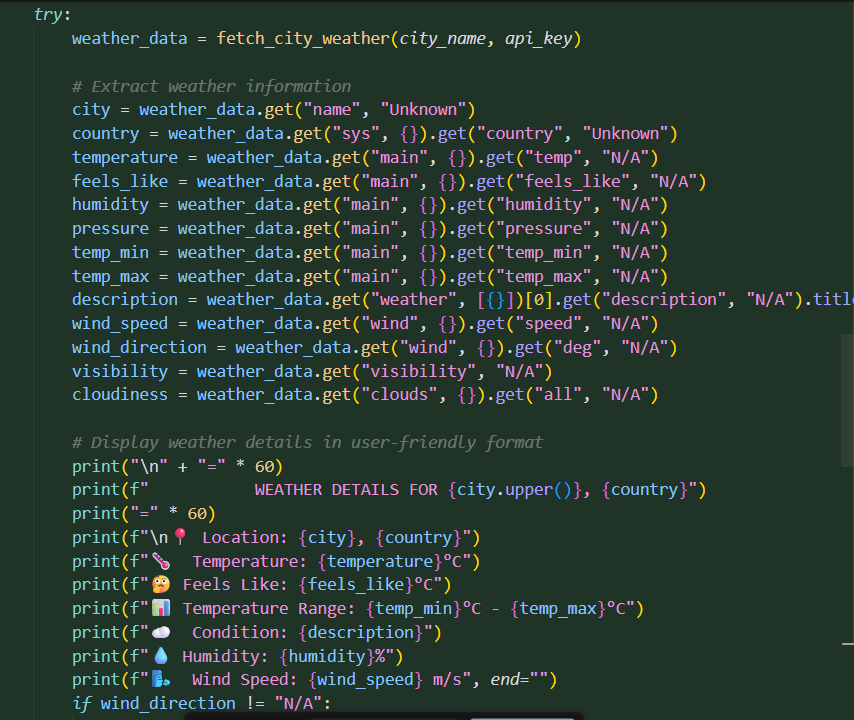 try:
weather_data = fetch_city_weather(city_name, api_key)
# Extract weather information
city = weather_data.get("name", "Unknown")
country = weather_data.get("sys", {}).get("country", "Unknown")
temperature = weather_data.get("main", {}).get("temp", "N/A")
feels_like = weather_data.get("main", {}).get("feels_like", "N/A")
humidity = weather_data.get("main", {}).get("humidity", "N/A")
pressure = weather_data.get("main", {}).get("pressure", "N/A")
temp_min = weather_data.get("main", {}).get("temp_min", "N/A")
temp_max = weather_data.get("main", {}).get("temp_max", "N/A")
description = weather_data.get("weather", [{}])[0].get("description", "N/A").titl
wind_speed = weather_data.get("wind", {}).get("speed", "N/A")
wind_direction = weather_data.get("wind", {}).get("deg", "N/A")
visibility = weather_data.get("visibility", "N/A")
cloudiness = weather_data.get("clouds", {}).get("all", "N/A")
# Display weather details in user-friendly format
print("\n" + "=" * 60)
print(f"           WEATHER DETAILS FOR {city.upper()}, {country}")
print("=" * 60)
print(f"\n📍 Location: {city}, {country}")
print(f"🌡️  Temperature: {temperature}°C")
print(f"🤔 Feels Like: {feels_like}°C")
print(f"📊 Temperature Range: {temp_min}°C - {temp_max}°C")
print(f"☁️  Condition: {description}")
print(f"💧 Humidity: {humidity}%")
print(f"🌬️  Wind Speed: {wind_speed} m/s", end="")
if wind_direction != "N/A":